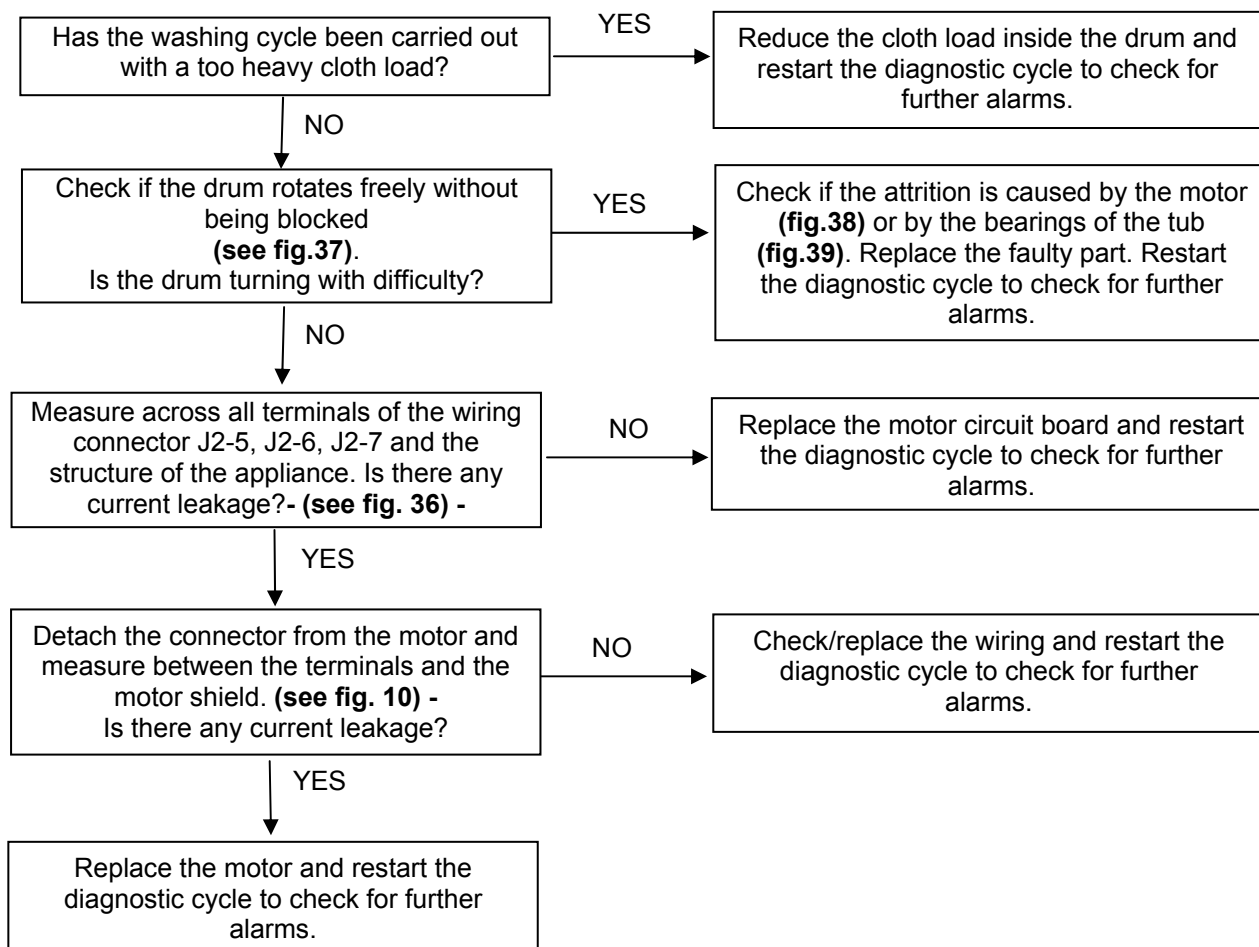 Has the washing cycle been carried out
with a too heavy cloth load?
YES
Reduce the cloth load inside the drum and
restart the diagnostic cycle to check for
further alarms.
NO
Check if the drum rotates freely without
being blocked
(see fig.37).
Is the drum turning with difficulty?
YES
Check if the attrition is caused by the motor
(fig.38) or by the bearings of the tub
(fig.39). Replace the faulty part. Restart
the diagnostic cycle to check for further
alarms.
NO
Measure across all terminals of the wiring
connector J2-5, J2-6, J2-7 and the
structure of the appliance. Is there any
current leakage?- (see fig. 36) -
NO
Replace the motor circuit board and restart
the diagnostic cycle to check for further
alarms.
YES
Detach the connector from the motor and
measure between the terminals and the
motor shield. (see fig. 10) -
Is there any current leakage?
NO
Check/replace the wiring and restart the
diagnostic cycle to check for further
alarms.
YES
Replace the motor and restart the
diagnostic cycle to check for further
alarms.